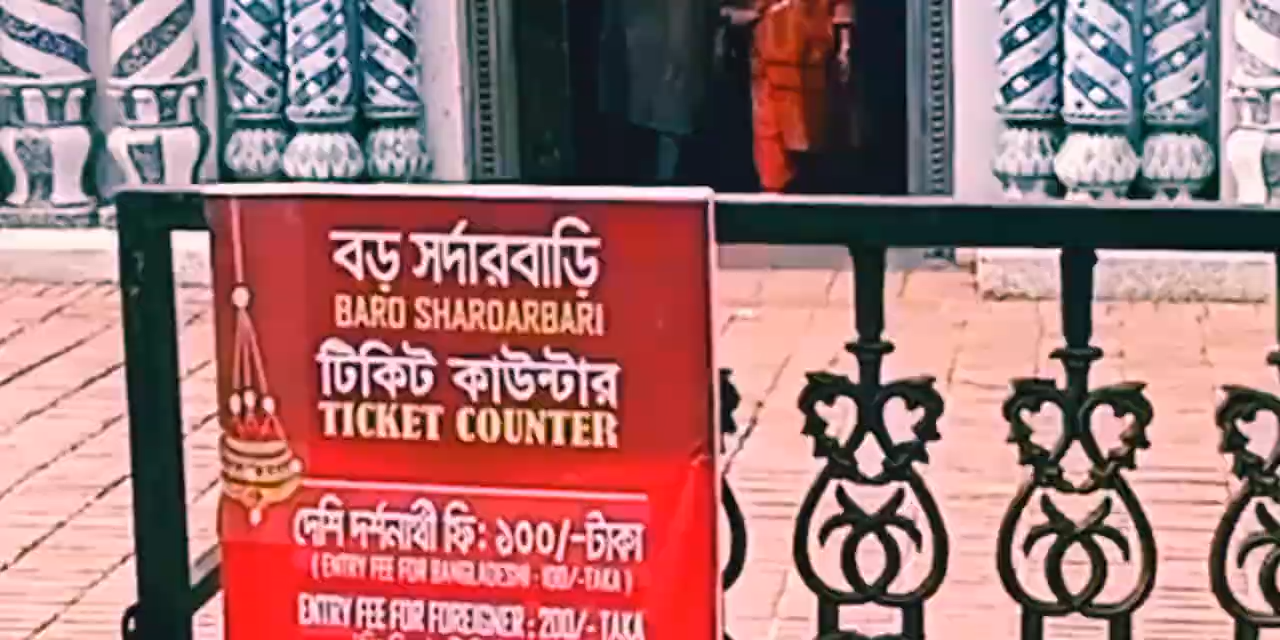 বড় সর্দারবাড়ি
BARO SHARDARBARI
টিকিট কাউন্টার
TICKET COUNTER
দেশি দর্শনার্থী ফি: ১০০/-টাকা
( ENTRY FEE FOR BANGLADESHI : 100/-TAKA )
ENTRY FEE FOR FOREIGNER : 200/- TAKA